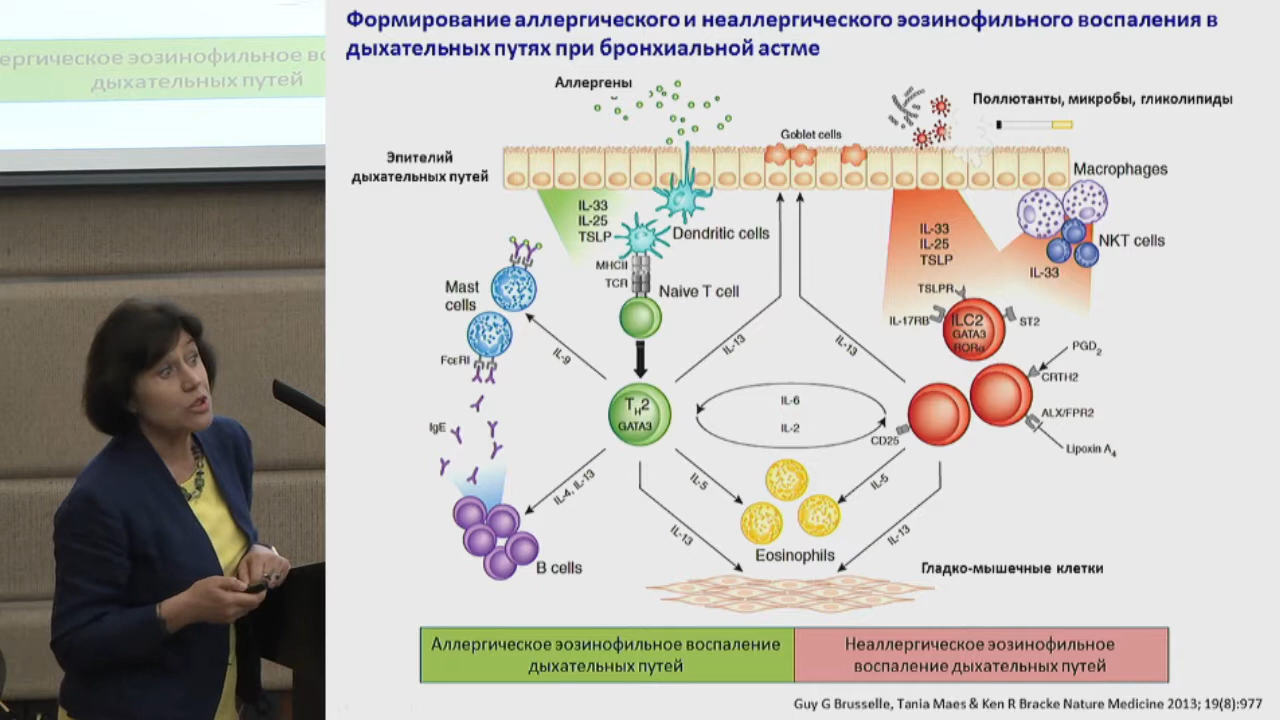 Формирование аллергического и неаллергического эозинофильного воспаления в
дыхательных путях при бронхиальной астме
ергическое эозинофильное во
дыхательных путей
Аллергены
Поллютанты, микробы, гликолипиды
Goblet cells
Эпителий
дыхательных путей
Macrophages
IL-33
IL-25
TSLP
Dendritic cells
IL-33
IL-25
TSLP
NKT cells
IL-33
MHCII
TCR
Naive T cell
Mast
cells
TSLPR
IL-17RB
ILC2
GATA3
RORα
ST2
FcεRI
IL-9
IL-13
IL-13
PGD2
CRTH2
TH2
GATA3
IL-6
IL-2
CD25
ALX/FPR2
Lipoxin A4
IgE
IL-4, IL-13
IL-5
IL-5
IL-13
IL-13
Eosinophils
B cells
Гладко-мышечные клетки
Аллергическое эозинофильное воспаление
дыхательных путей
Неаллергическое эозинофильное
воспаление дыхательных путей
Guy G Brusselle, Tania Maes & Ken R Bracke Nature Medicine 2013; 19(8):977